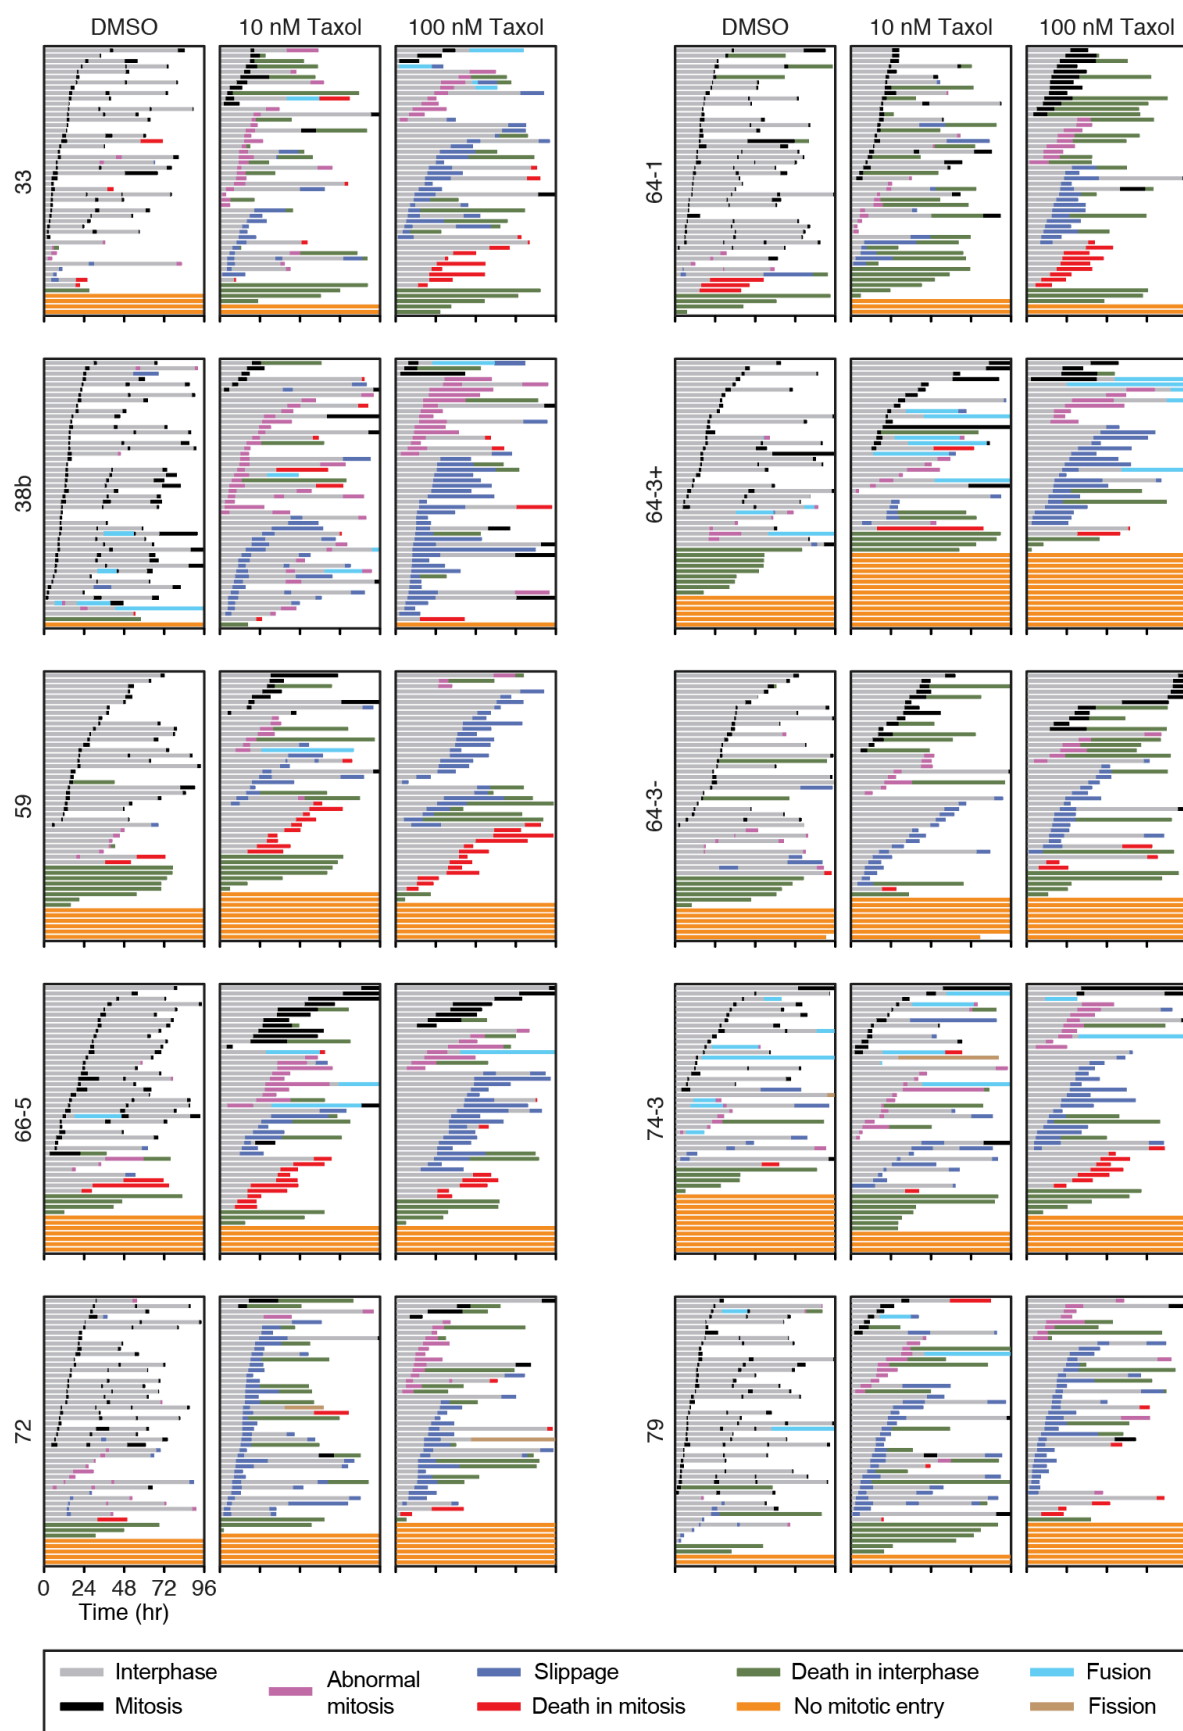 DMSO 10 nM Taxol 100 nM Taxol DMSO 10 nM Taxol 100 nM Taxol
33 64-1
38b 64-3+
59 64-3-
66-5 74-3
72 79
0 24 48 72 96
Time (hr)
Interphase Abnormal mitosis Slippage Death in interphase Fusion
Mitosis Death in mitosis No mitotic entry Fission